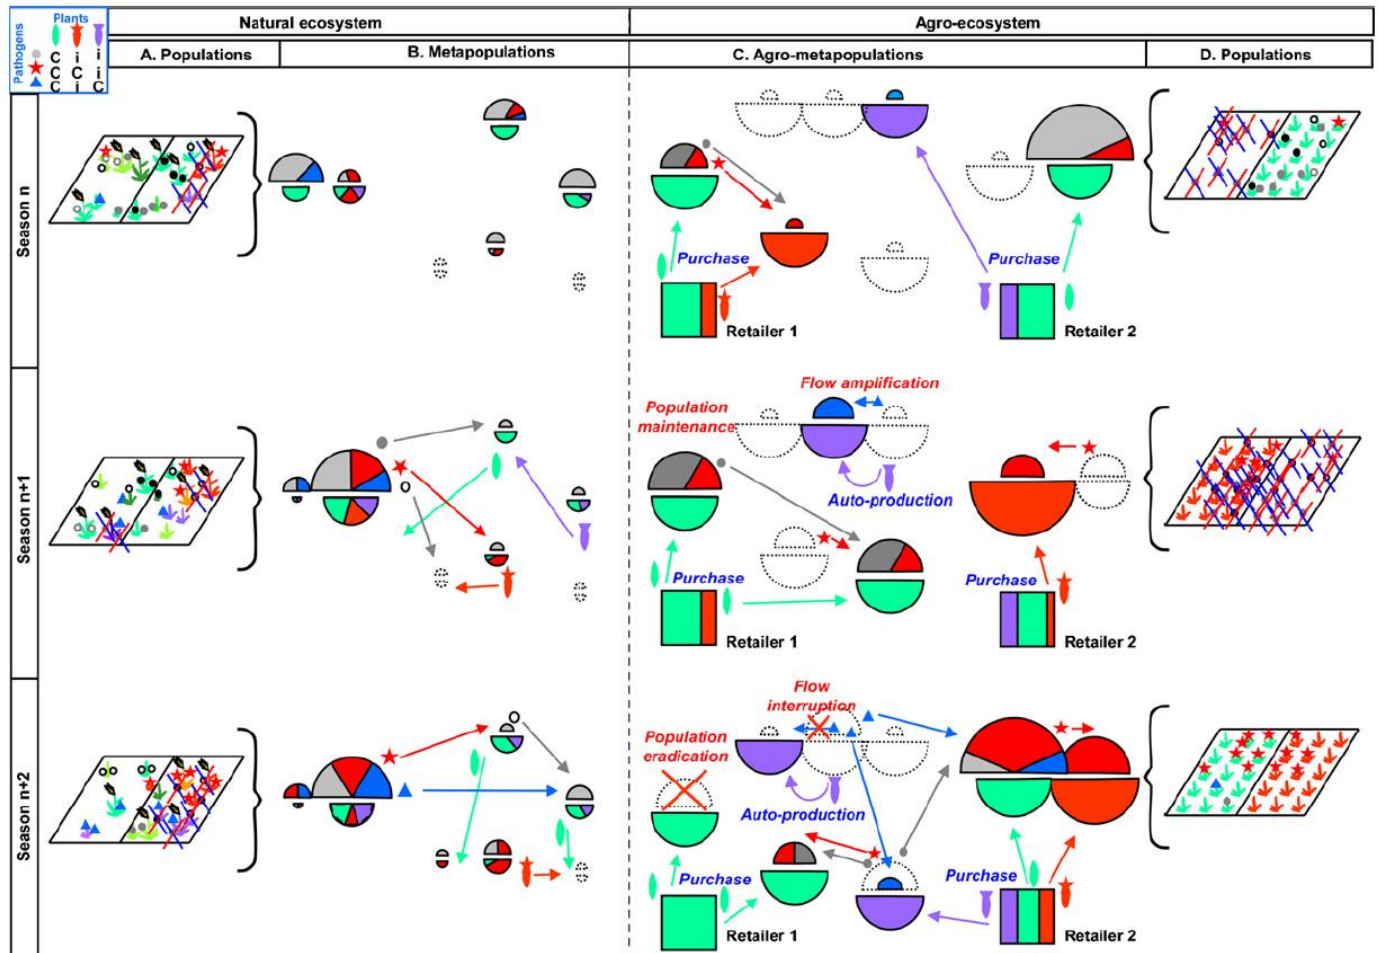 Natural ecosystem
Agro-ecosystem
Plants
Pathogens
C i i
C C i
C i C
A. Populations
B. Metapopulations
C. Agro-metapopulations
D. Populations
Season n
Purchase
Retailer 1
Purchase
Retailer 2
Season n+1
Population
maintenance
Flow amplification
Auto-production
Purchase
Retailer 1
Purchase
Retailer 2
Season n+2
Population
eradication
Flow
interruption
Auto-production
Purchase
Retailer 1
Purchase
Retailer 2